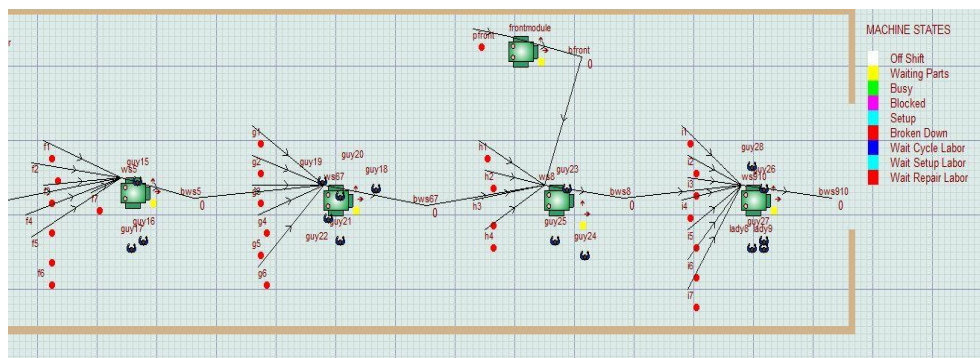 pfront
frontmodule
bfront
0
MACHINE STATES
Off Shift
Waiting Parts
Busy
Blocked
Setup
Broken Down
Wait Cycle Labor
Wait Setup Labor
Wait Repair Labor
f1
f2
f4
f5
f6
f7
ws5
guy15
guy16
guy17
bws5
0
g1
g2
g3
g4
g5
g6
guy19
guy20
guy18
ws67
guy21
guy22
bws67
0
h1
h2
h3
h4
ws8
guy23
guy25
guy24
bws8
0
i1
i2
i3
i4
i5
i6
i7
guy28
guy26
ws910
guy27
lady8
lady9
bws910
0